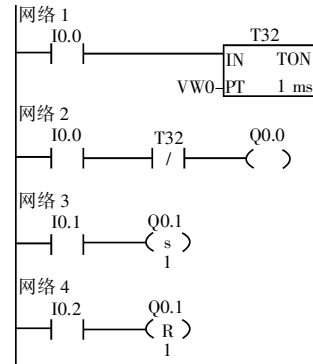 网络 1
I0.0
T32
IN TON
VW0 PT 1 ms
网络 2
I0.0 T32 Q0.0
/
网络 3
I0.1 Q0.1
s
1
网络 4
I0.2 Q0.1
R
1